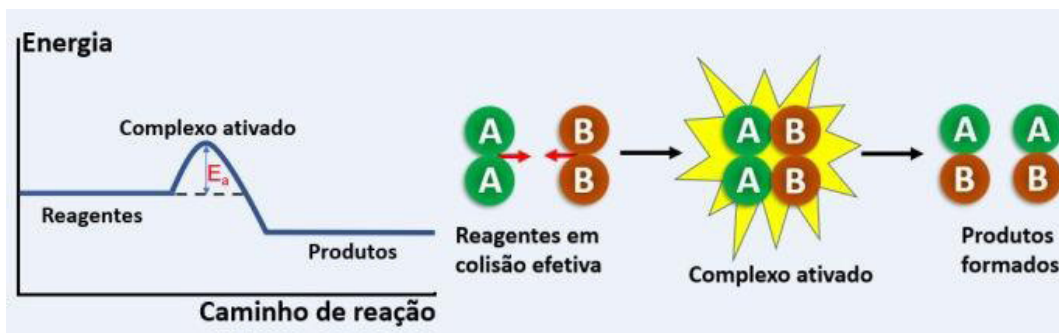 Energia
Complexo ativado
Ea
Reagentes
Produtos
Caminho de reação
A B
A B
Reagentes em
colisão efetiva
A B
A B
Complexo ativado
A A
B B
Produtos
formados